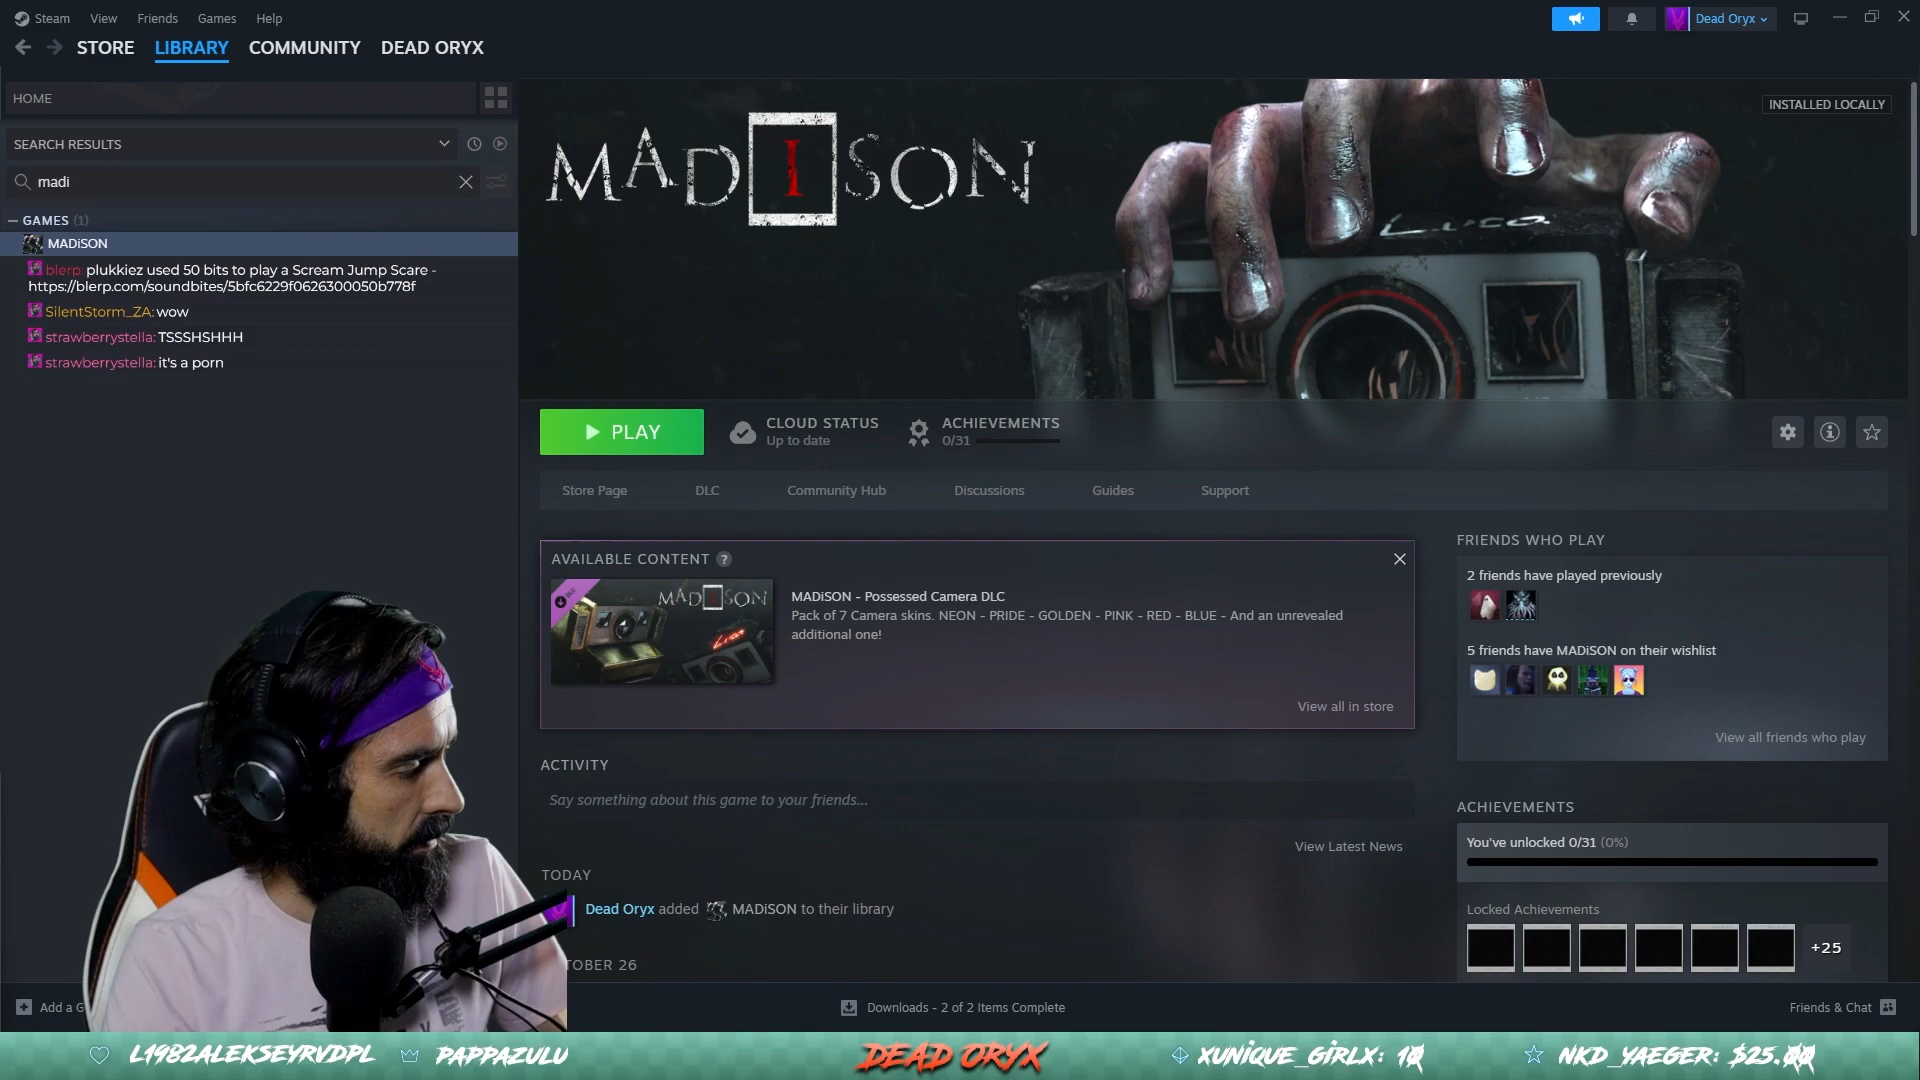 Steam View Friends Games Help
Dead Oryx
STORE LIBRARY COMMUNITY DEAD ORYX
HOME
SEARCH RESULTS
madi
GAMES (1)
MADiSON
blerp: plukkiez used 50 bits to play a Scream Jump Scare -
https://blerp.com/soundbites/5bfc6229f0626300050b778f
SilentStorm_ZA: wow
strawberrystella: TSSSHSHHH
strawberrystella: it's a porn
MADISON
INSTALLED LOCALLY
Luca
PLAY
CLOUD STATUS
Up to date
ACHIEVEMENTS
0/31
Store Page DLC Community Hub Discussions Guides Support
AVAILABLE CONTENT ?
MADISON
MADiSON - Possessed Camera DLC
Pack of 7 Camera skins. NEON - PRIDE - GOLDEN - PINK - RED - BLUE - And an unrevealed
additional one!
View all in store
FRIENDS WHO PLAY
2 friends have played previously
5 friends have MADiSON on their wishlist
View all friends who play
ACTIVITY
Say something about this game to your friends...
View Latest News
TODAY
Dead Oryx added MADiSON to their library
TOBER 26
ACHIEVEMENTS
You've unlocked 0/31 (0%)
Locked Achievements
+25
Add a G
Downloads - 2 of 2 Items Complete
Friends & Chat
L1982ALEKSEYRVDPL PAPPAZULU DEAD ORYX XUNIQUE_GIRLX: 10 NKD_YAEGER: $25.00